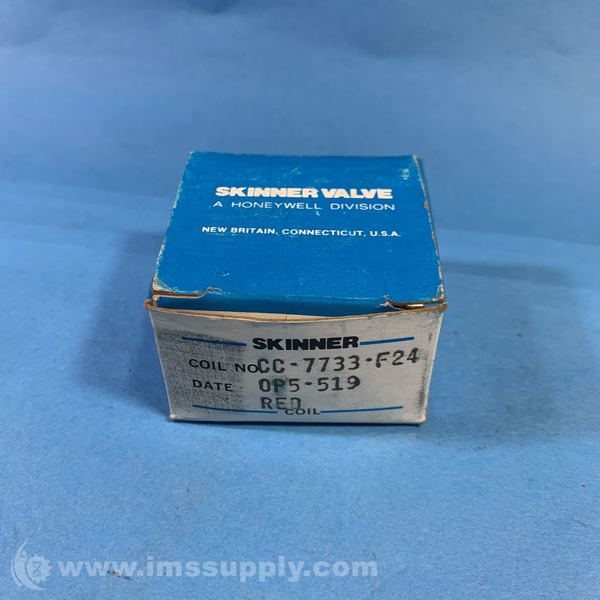 SKINNER VALVE
A HONEYWELL DIVISION
NEW BRITAIN, CONNECTICUT, U.S.A.
SKINNER
COIL NO. CC-7733-F24
DATE - OP5-519
RED
COIL
www.imssupply.com